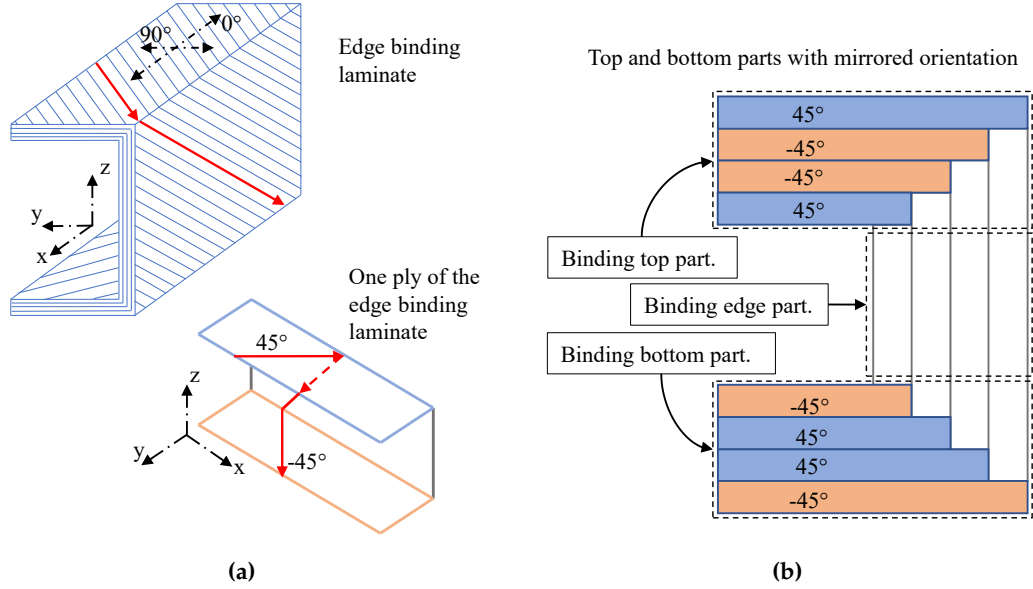 90°
0°
Edge binding
laminate
z
y
x
One ply of the
edge binding
laminate
45°
z
y
x
-45°
(a)
Top and bottom parts with mirrored orientation
45°
-45°
-45°
45°
Binding top part.
Binding edge part.
Binding bottom part.
-45°
45°
45°
-45°
(b)